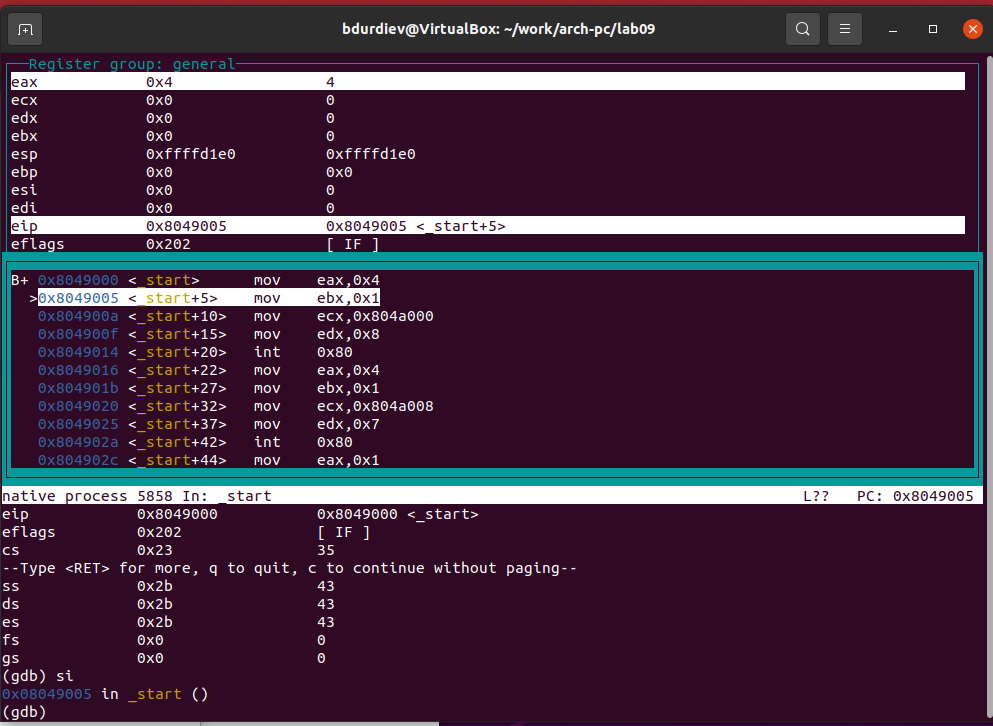 bdurdiev@VirtualBox: ~/work/arch-pc/lab09
Register group: general
eax 0x4 4
ecx 0x0 0
edx 0x0 0
ebx 0x0 0
esp 0xffffd1e0 0xffffd1e0
ebp 0x0 0x0
esi 0x0 0
edi 0x0 0
eip 0x8049005 0x8049005 <_start+5>
eflags 0x202 [ IF ]
B+ 0x8049000 <_start> mov eax,0x4
>0x8049005 <_start+5> mov ebx,0x1
0x804900a <_start+10> mov ecx,0x804a000
0x804900f <_start+15> mov edx,0x8
0x8049014 <_start+20> int 0x80
0x8049016 <_start+22> mov eax,0x4
0x804901b <_start+27> mov ebx,0x1
0x8049020 <_start+32> mov ecx,0x804a008
0x8049025 <_start+37> mov edx,0x7
0x804902a <_start+42> int 0x80
0x804902c <_start+44> mov eax,0x1
native process 5858 In: _start L?? PC: 0x8049005
eip 0x8049000 0x8049000 <_start>
eflags 0x202 [ IF ]
cs 0x23 35
--Type <RET> for more, q to quit, c to continue without paging--
ss 0x2b 43
ds 0x2b 43
es 0x2b 43
fs 0x0 0
gs 0x0 0
(gdb) si
0x08049005 in _start ()
(gdb)